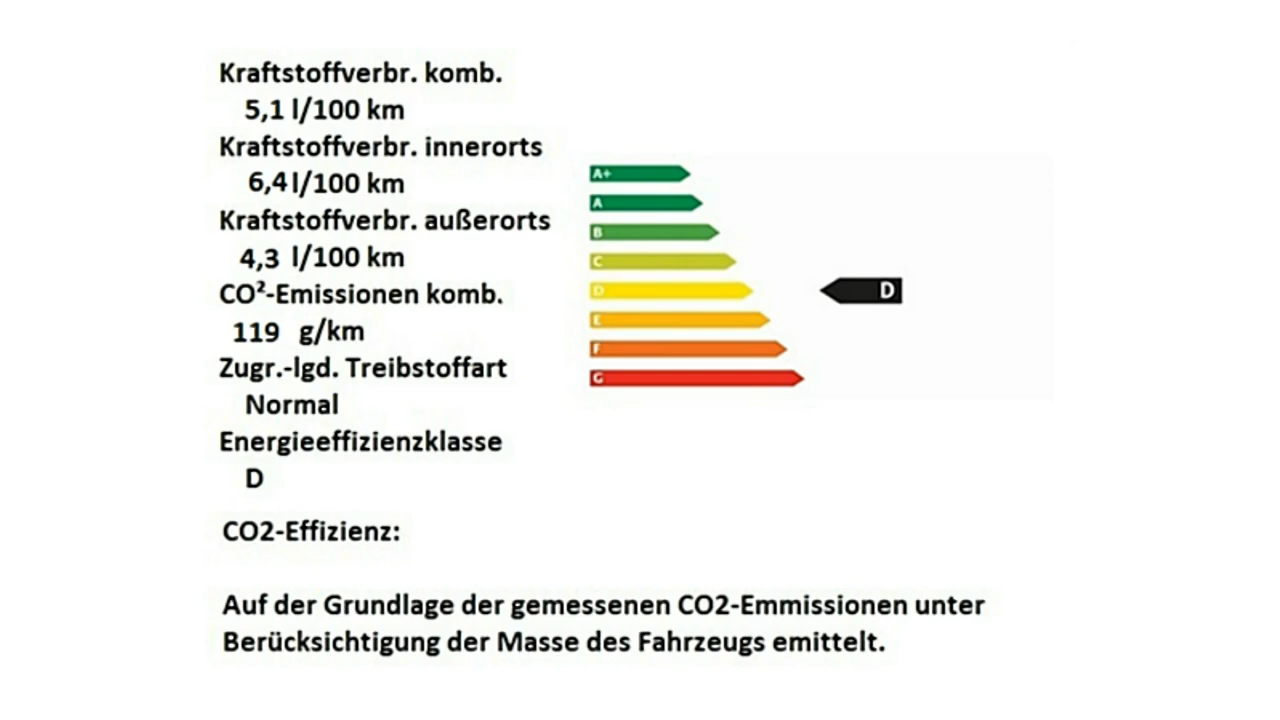 Kraftstoffverbr. komb.
5,1 l/100 km
Kraftstoffverbr. innerorts
6,4 l/100 km
Kraftstoffverbr. außerorts
4,3 l/100 km
CO²-Emissionen komb.
119 g/km
Zugr.-lgd. Treibstoffart
Normal
Energieeffizienzklasse
D
A+
A
B
C
D
D
E
F
G
CO2-Effizienz:
Auf der Grundlage der gemessenen CO2-Emmissionen unter
Berücksichtigung der Masse des Fahrzeugs emittelt.